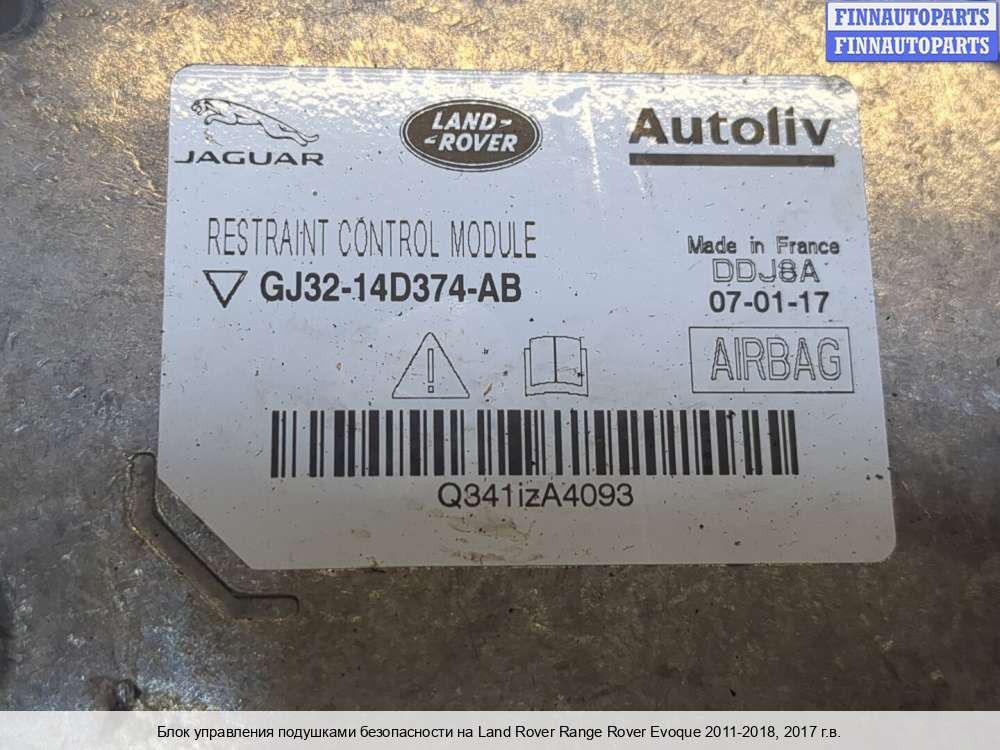 FINNAUTOPARTS
FINNAUTOPARTS
JAGUAR
LAND-
-ROVER
Autoliv
RESTRAINT CONTROL MODULE
GJ32-14D374-AB
Made in France
DDJ8A
07-01-17
AIRBAG
Q341izA4093
Блок управления подушками безопасности на Land Rover Range Rover Evoque 2011-2018, 2017 г.в.